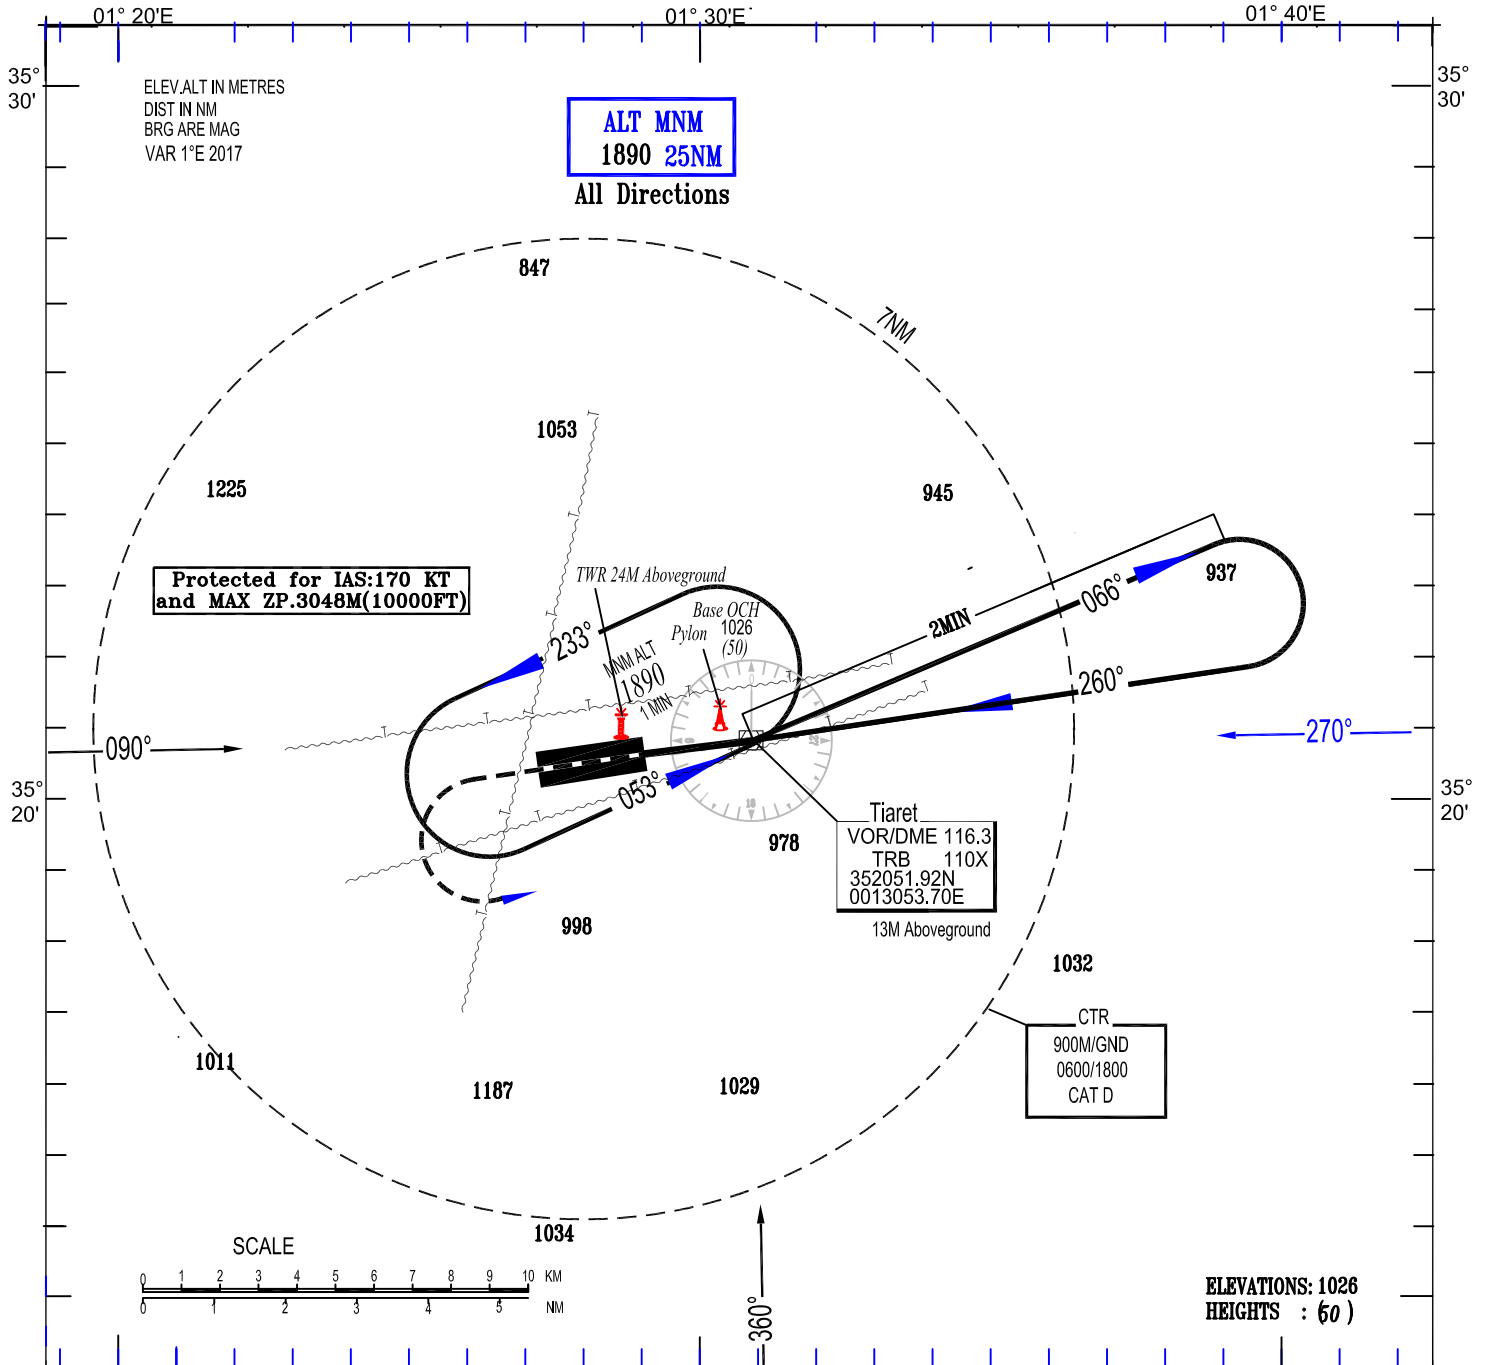 01° 20'E
01° 30'E
01° 40'E
35°
30'
35°
30'
ELEV.ALT IN METRES
DIST IN NM
BRG ARE MAG
VAR 1°E 2017
ALT MNM
1890 25NM
All Directions
847
7NM
1053
1225
945
Protected for IAS:170 KT
and MAX ZP.3048M(10000FT)
TWR 24M Aboveground
937
066°
Base OCH
Pylon 1026
(50)
2MIN
233°
MNM ALT
1890
1 MIN
260°
0
090°
270°
053°
18
35°
20'
35°
20'
Tiaret
VOR/DME 116.3
TRB 110X
352051.92N
0013053.70E
13M Aboveground
978
998
1032
CTR
900M/GND
0600/1800
CAT D
1011
1187
1029
1034
SCALE
0 1 2 3 4 5 6 7 8 9 10 KM
0 1 2 3 4 5 NM
360°
ELEVATIONS: 1026
HEIGHTS : (50)